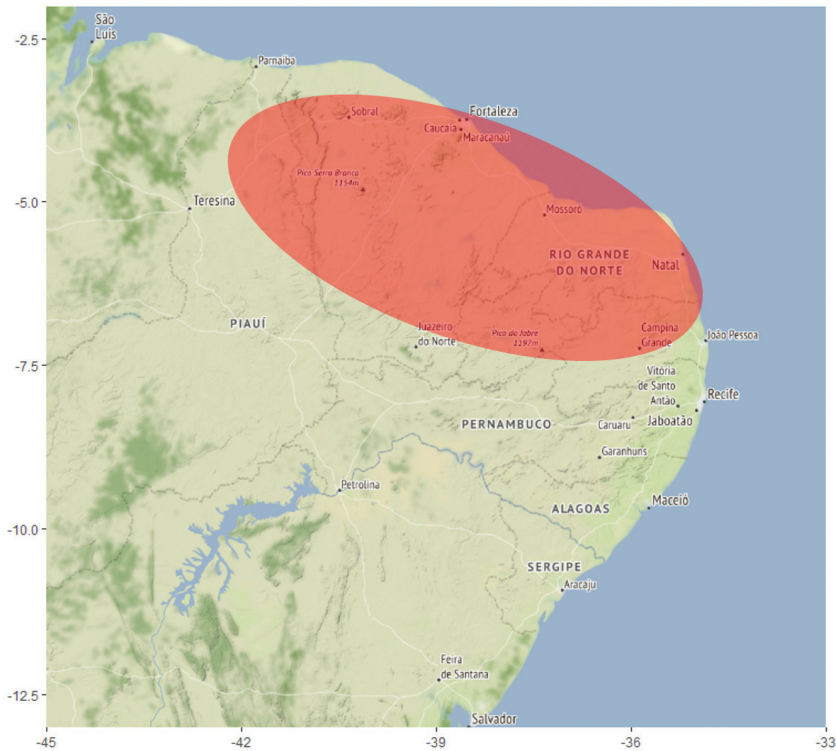 São
Luis
-2.5
Parnaíba
Sobral
Fortaleza
Caucaia
Maracanaú
Pico Serra Branca
1154m
-5.0
Teresina
Mossoró
RIO GRANDE
DO NORTE
Natal
PIAUÍ
Juazeiro
do Norte
Pico do Jabre
1197m
Campina
Grande
João Pessoa
-7.5
Vitória
de Santo
Antão
Recife
Jaboatão
PERNAMBUCO
Caruaru
Garanhuns
Petrolina
Maceió
ALAGOAS
-10.0
SERGIPE
Aracaju
Feira
de Santana
-12.5
Salvador
-45
-42
-39
-36
-33